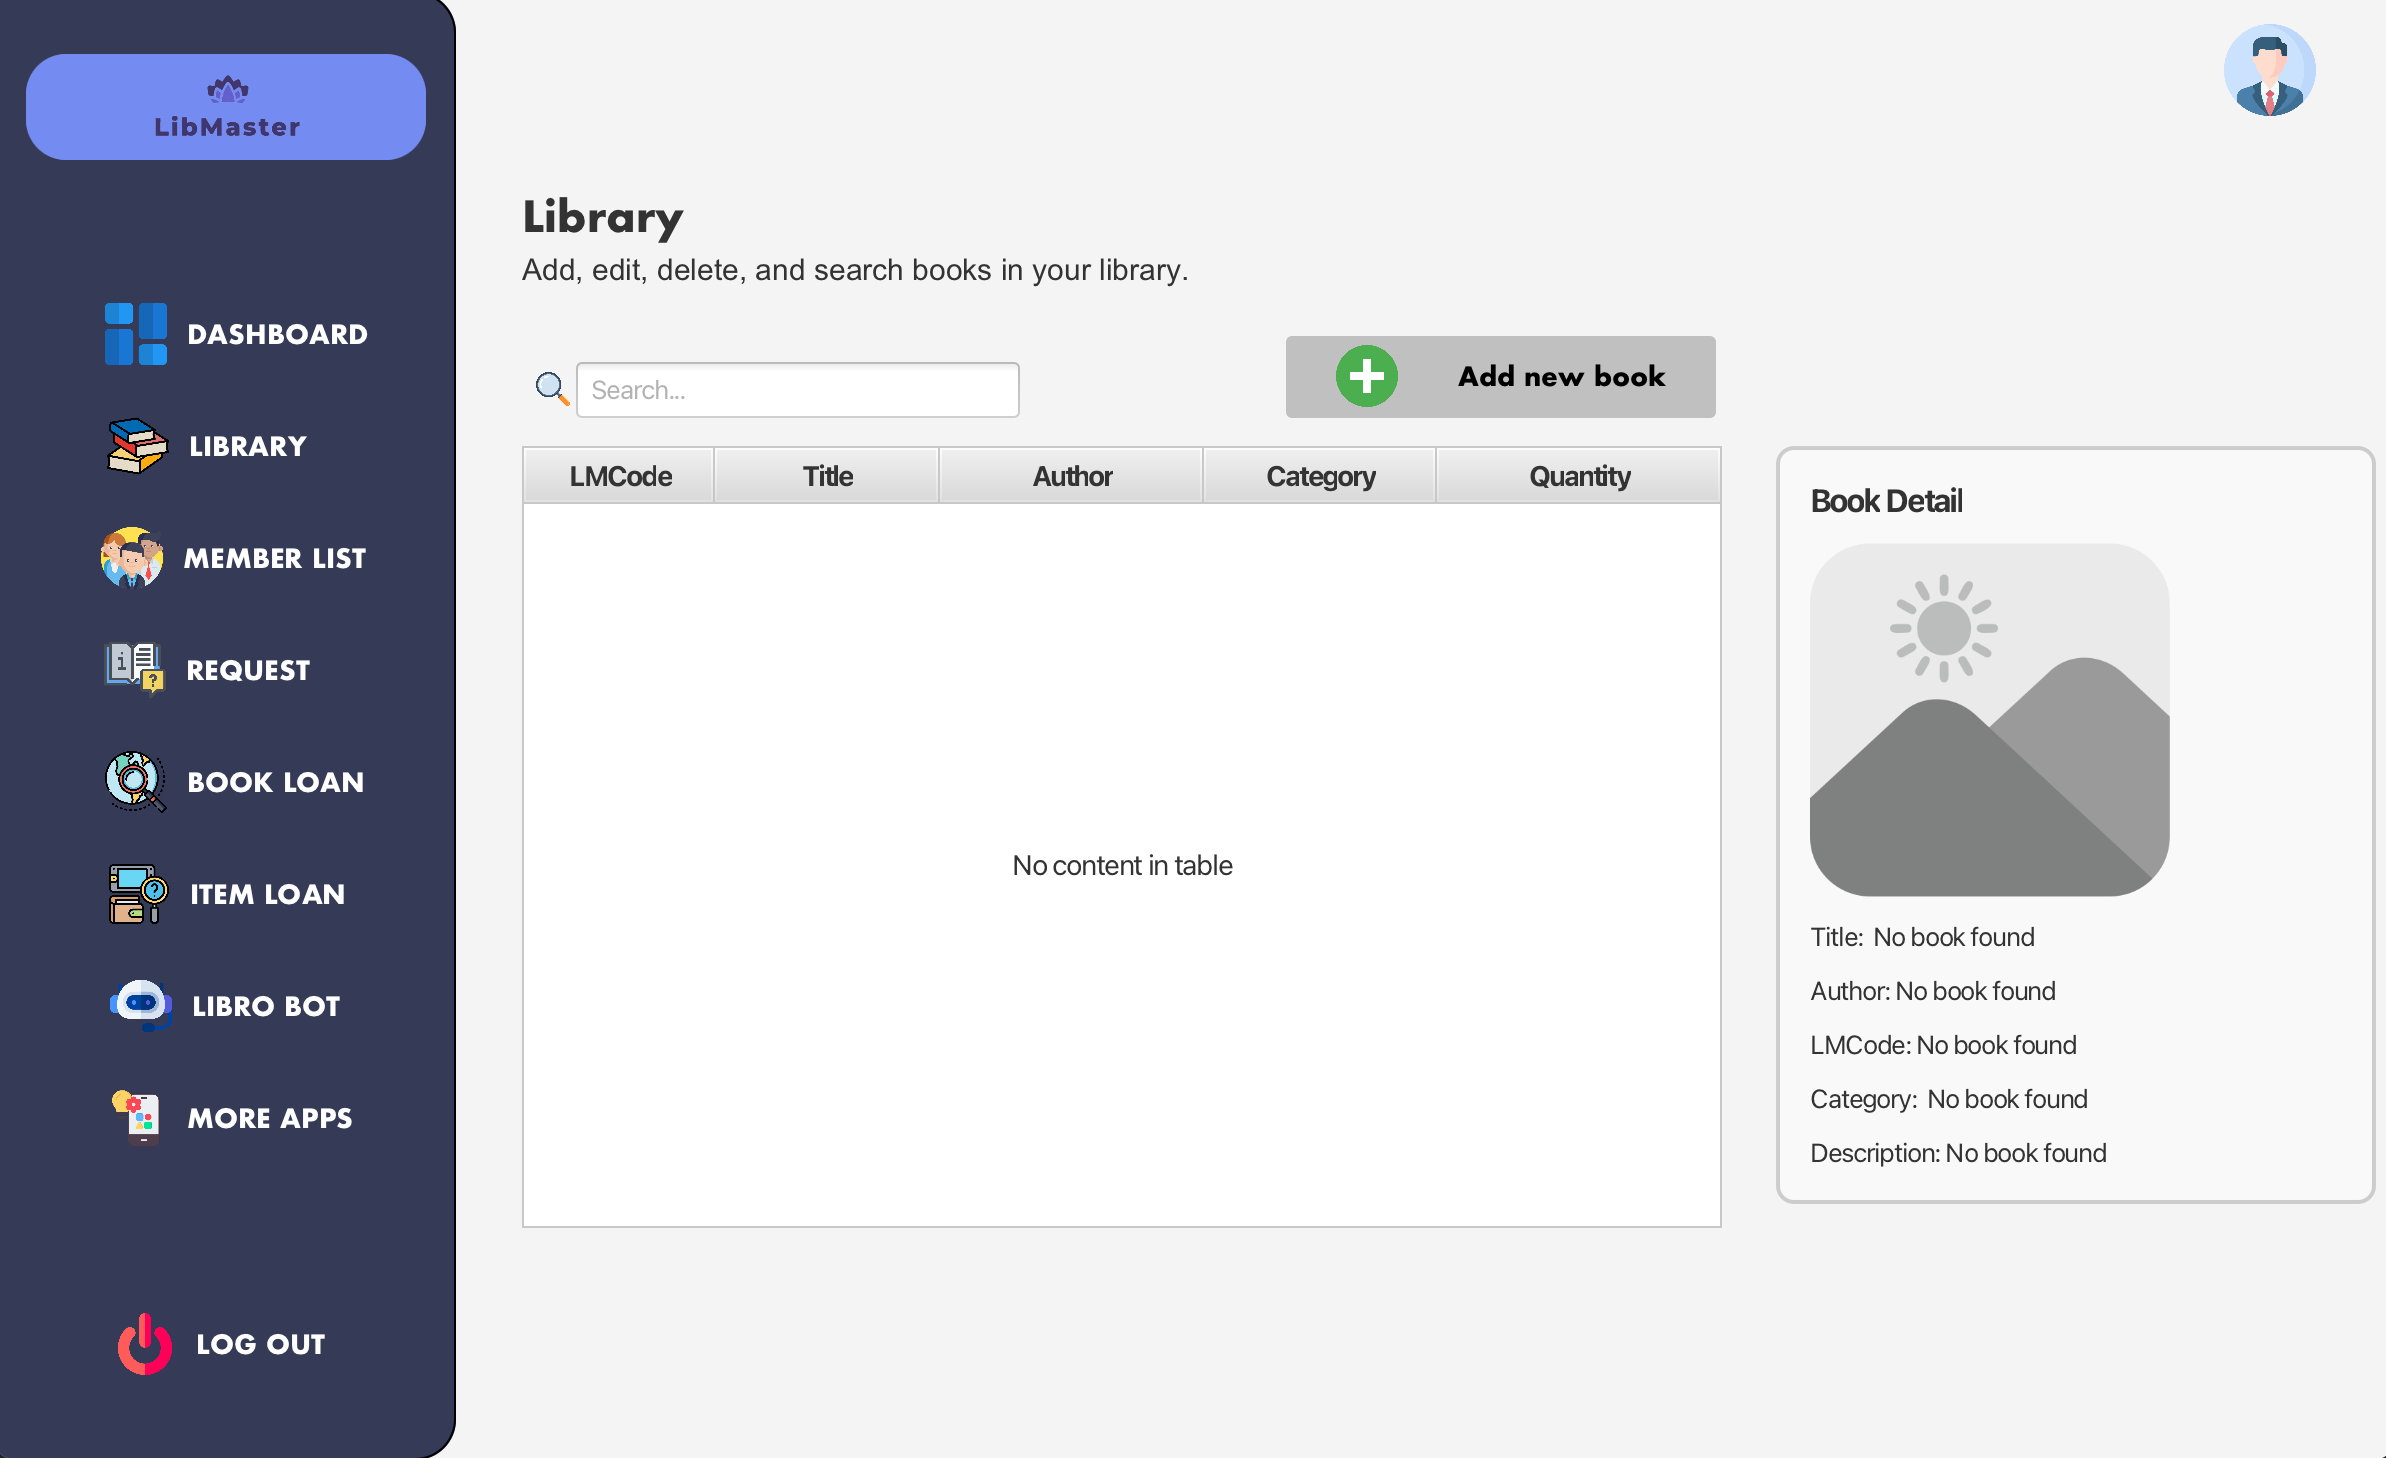 LibMaster
DASHBOARD
LIBRARY
MEMBER LIST
REQUEST
BOOK LOAN
ITEM LOAN
LIBRO BOT
MORE APPS
LOG OUT
Library
Add, edit, delete, and search books in your library.
Search...
Add new book
LMCode Title Author Category Quantity
No content in table
Book Detail
Title: No book found
Author: No book found
LMCode: No book found
Category: No book found
Description: No book found